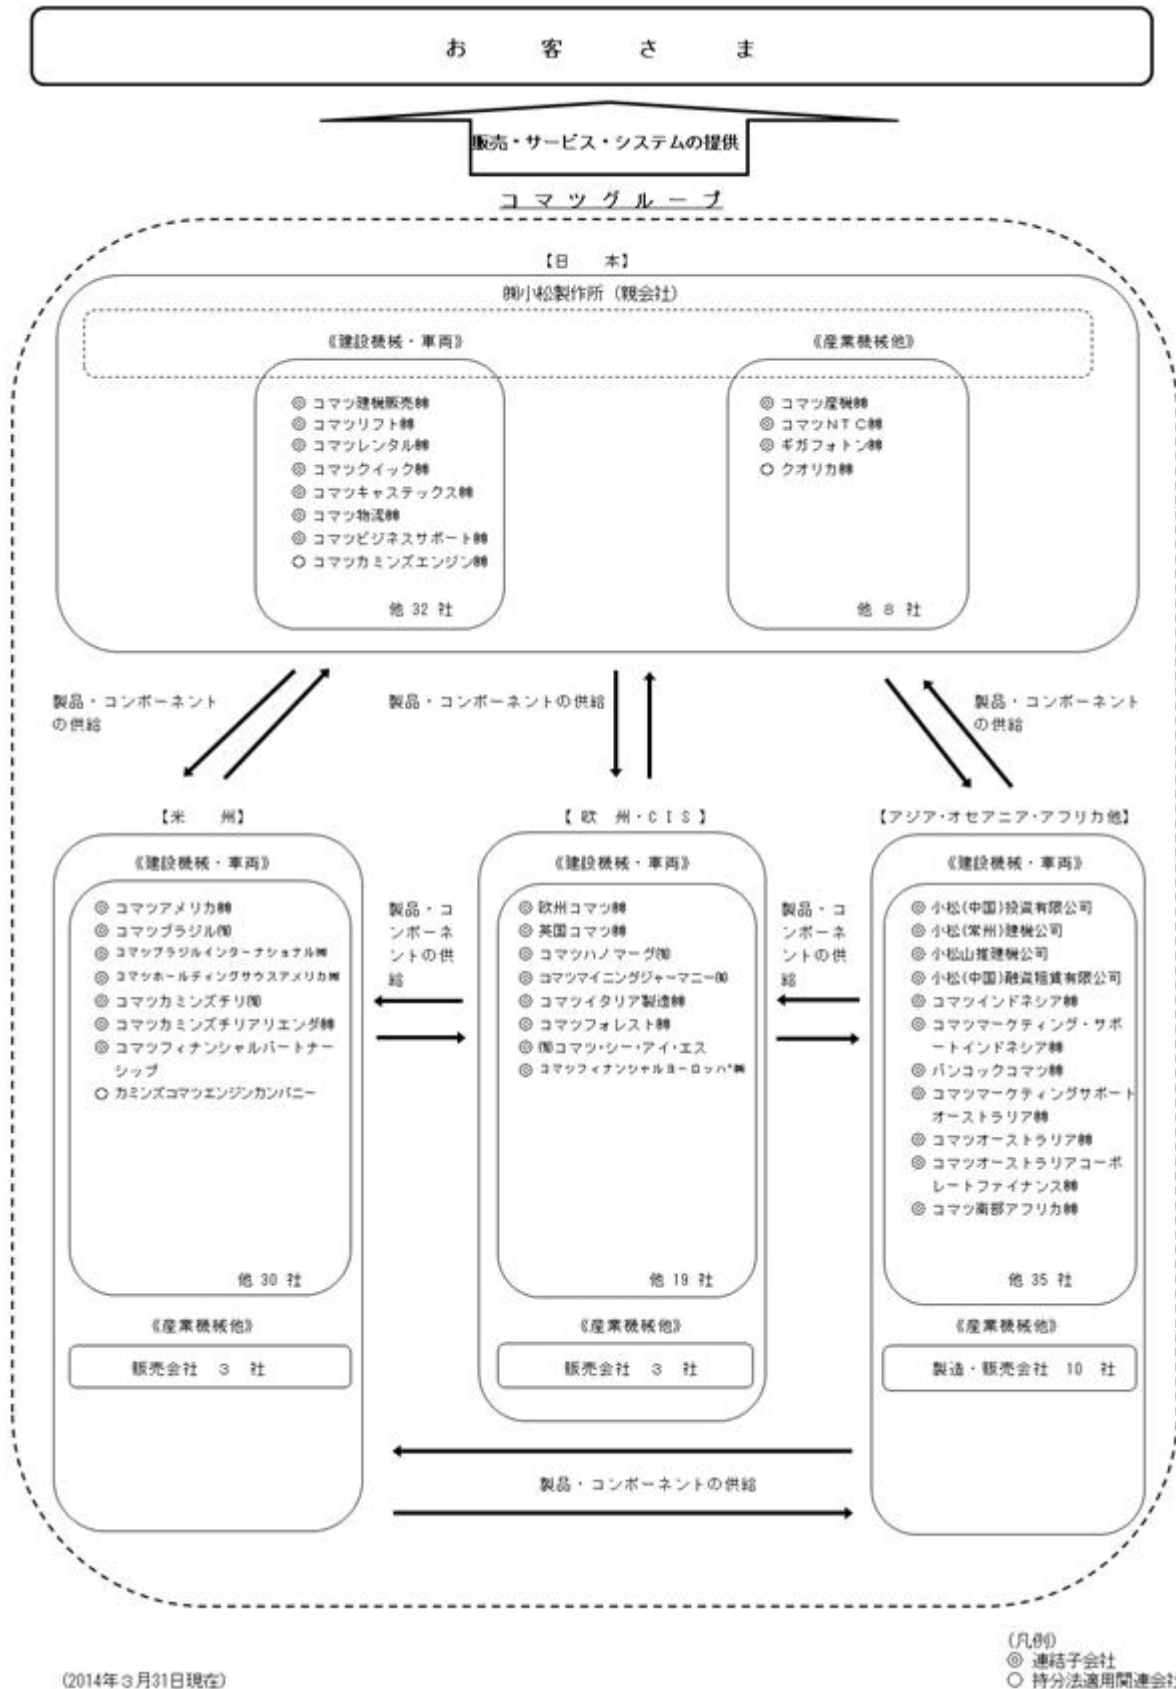 お客さま
販売・サービス・システムの提供
コマツグループ
【日 本】
㈱小松製作所(親会社)
《建設機械・車両》
◎ コマツ建機販売㈱
◎ コマツリフト㈱
◎ コマツレンタル㈱
◎ コマツクイック㈱
◎ コマツキャステックス㈱
◎ コマツ物流㈱
◎ コマツビジネスサポート㈱
○ コマツカミンズエンジン㈱
他 32 社
《産業機械他》
◎ コマツ産機㈱
◎ コマツNTC㈱
◎ ギガフォトン㈱
○ クオリカ㈱
他 8 社
製品・コンポーネント
の供給
製品・コンポーネントの供給
製品・コンポーネント
の供給
【米 州】
《建設機械・車両》
◎ コマツアメリカ㈱
◎ コマツブラジル㈲
◎ コマツブラジルインターナショナル㈱
◎ コマツホールディングサウスアメリカ㈱
◎ コマツカミンズチリ㈲
◎ コマツカミンズチリアリエンダ㈱
◎ コマツフィナンシャルパートナー
シップ
○ カミンズコマツエンジンカンパニー
他 30 社
《産業機械他》
販売会社 3 社
製品・コ
ンポーネ
ントの供
給
【欧 州・CIS】
《建設機械・車両》
◎ 欧州コマツ㈱
◎ 英国コマツ㈱
◎ コマツハノマーグ㈲
◎ コマツマイニングジャーマニー㈲
◎ コマツイタリア製造㈱
◎ コマツフォレスト㈱
◎ ㈲コマツ・シー・アイ・エス
◎ コマツフィナンシャルヨーロッパ㈱
他 19 社
《産業機械他》
販売会社 3 社
製品・コ
ンポーネ
ントの供
給
【アジア・オセアニア・アフリカ他】
《建設機械・車両》
◎ 小松(中国)投資有限公司
◎ 小松(常州)建機公司
◎ 小松山推建機公司
◎ 小松(中国)融資租賃有限公司
◎ コマツインドネシア㈱
◎ コマツマーケティング・サポ
ートインドネシア㈱
◎ バンコックコマツ㈱
◎ コマツマーケティングサポート
オーストラリア㈱
◎ コマツオーストラリア㈱
◎ コマツオーストラリアコーポ
レートファイナンス㈱
◎ コマツ南部アフリカ㈱
他 35 社
《産業機械他》
製造・販売会社 10 社
製品・コンポーネントの供給
(2014年3月31日現在)
(凡例)
◎ 連結子会社
○ 持分法適用関連会社